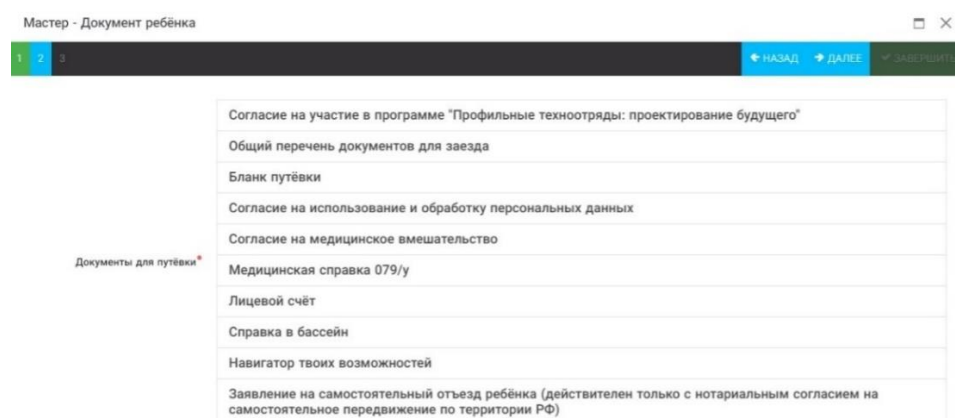 Мастер - Документ ребёнка
1 2 3 НАЗАД ДАЛЕЕ ЗАВЕРШИТЬ
Согласие на участие в программе "Профильные техноотряды: проектирование будущего"
Общий перечень документов для заезда
Бланк путёвки
Согласие на использование и обработку персональных данных
Согласие на медицинское вмешательство
Документы для путёвки*
Медицинская справка 079/у
Лицевой счёт
Справка в бассейн
Навигатор твоих возможностей
Заявление на самостоятельный отъезд ребёнка (действителен только с нотариальным согласием на
самостоятельное передвижение по территории РФ)